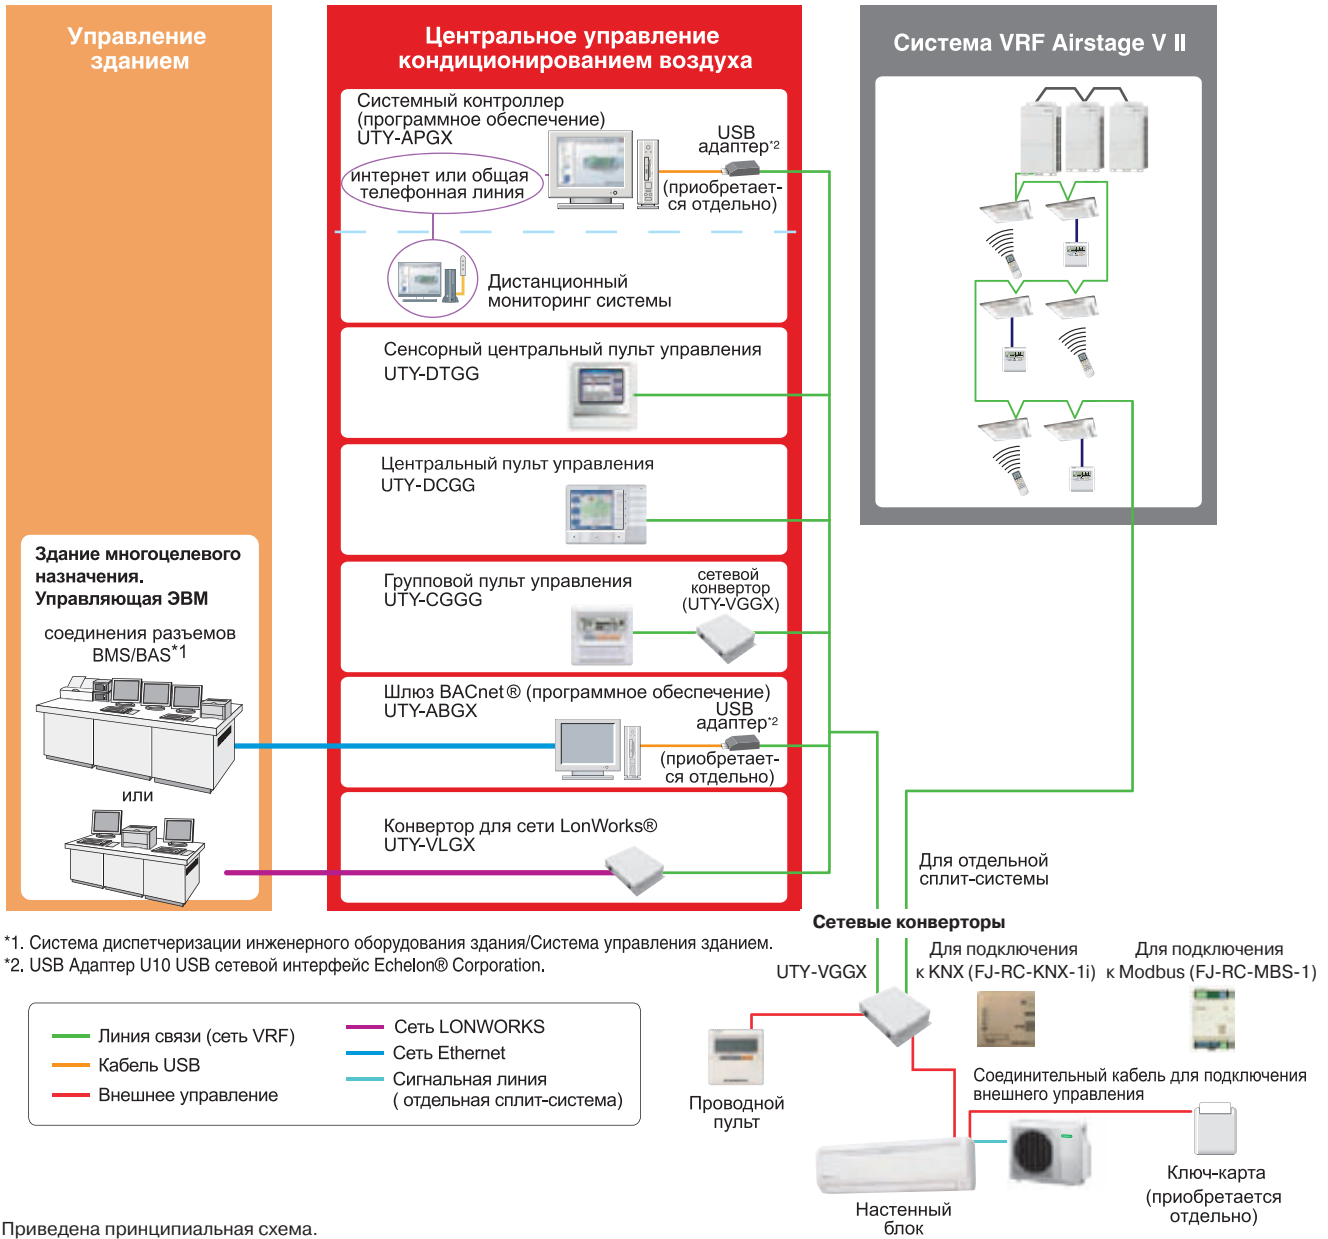 Управление
зданием
Центральное управление
кондиционированием воздуха
Система VRF Airstage V II
Системный контроллер
(программное обеспечение)
UTY-APGX
USB
адаптер*2
интернет или общая
телефонная линия
(приобретает-
ся отдельно)
Дистанционный
мониторинг системы
Сенсорный центральный пульт управления
UTY-DTGG
Центральный пульт управления
UTY-DCGG
Групповой пульт управления
UTY-CGGG
сетевой
конвертор
(UTY-VGGX)
Здание многоцелевого
назначения.
Управляющая ЭВМ
соединения разъемов
BMS/BAS*1
или
Шлюз BACnet® (программное обеспечение)
UTY-ABGX
USB
адаптер*2
(приобретает-
ся отдельно)
Конвертор для сети LonWorks®
UTY-VLGX
Для отдельной
сплит-системы
Сетевые конверторы
*1. Система диспетчеризации инженерного оборудования здания/Система управления зданием.
*2. USB Адаптер U10 USB сетевой интерфейс Echelon® Corporation.
UTY-VGGX
Для подключения
к KNX (FJ-RC-KNX-1i)
Для подключения
к Modbus (FJ-RC-MBS-1)
Линия связи (сеть VRF)
Кабель USB
Внешнее управление
Сеть LONWORKS
Сеть Ethernet
Сигнальная линия
( отдельная сплит-система)
Проводной
пульт
Соединительный кабель для подключения
внешнего управления
Настенный
блок
Ключ-карта
(приобретается
отдельно)
Приведена принципиальная схема.